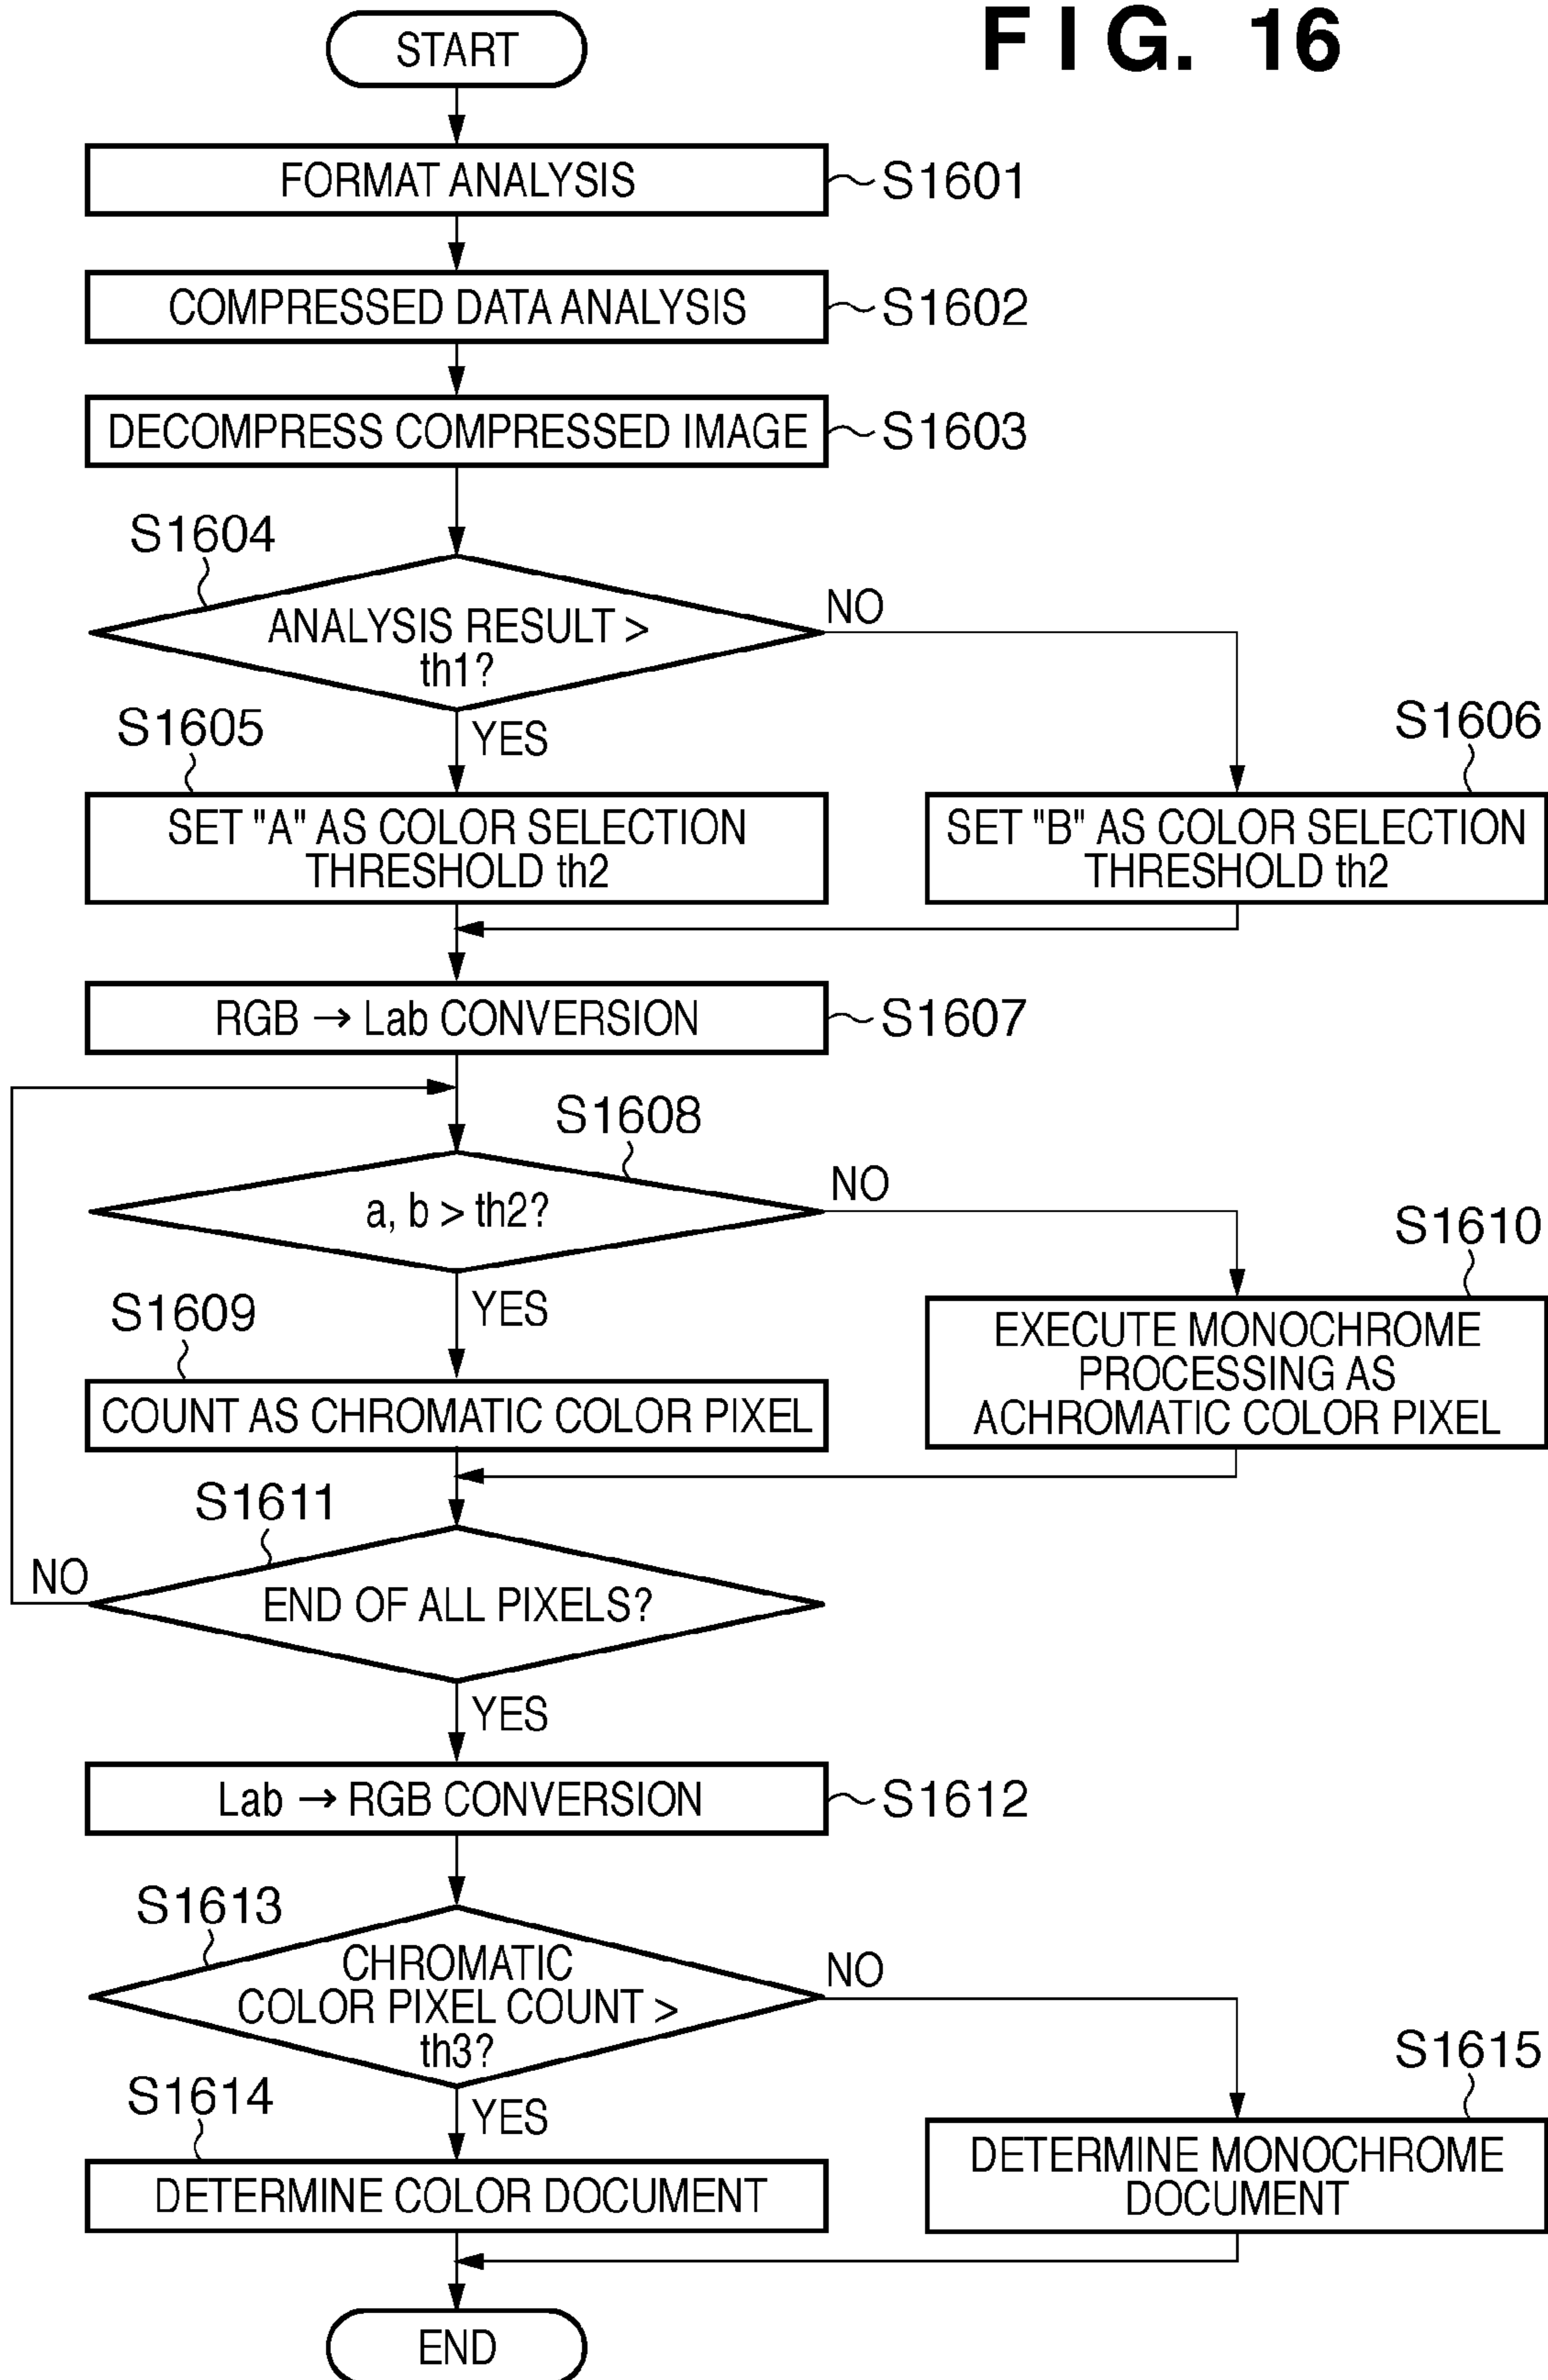 FIG. 16
START
FORMAT ANALYSIS
S1601
COMPRESSED DATA ANALYSIS
S1602
DECOMPRESS COMPRESSED IMAGE
S1603
S1604
ANALYSIS RESULT >
th1?
NO
YES
S1605
SET "A" AS COLOR SELECTION
THRESHOLD th2
S1606
SET "B" AS COLOR SELECTION
THRESHOLD th2
RGB → Lab CONVERSION
S1607
S1608
a, b > th2?
NO
YES
S1609
COUNT AS CHROMATIC COLOR PIXEL
S1610
EXECUTE MONOCHROME
PROCESSING AS
ACHROMATIC COLOR PIXEL
S1611
END OF ALL PIXELS?
NO
YES
Lab → RGB CONVERSION
S1612
S1613
CHROMATIC
COLOR PIXEL COUNT >
th3?
NO
YES
S1614
DETERMINE COLOR DOCUMENT
S1615
DETERMINE MONOCHROME
DOCUMENT
END